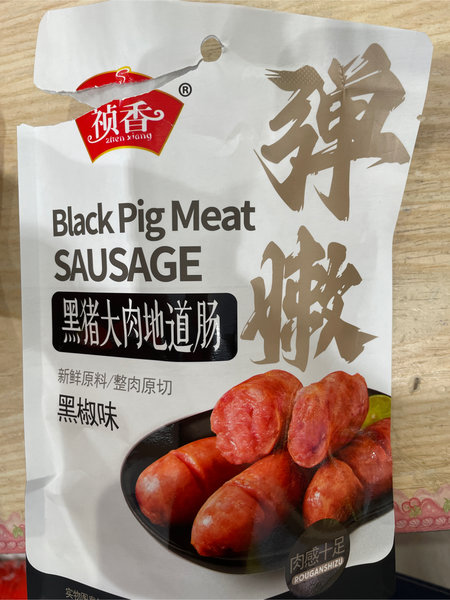 祯香
®
zhen xiang
弹嫩
Black Pig Meat
SAUSAGE
黑猪大肉地道肠
新鲜原料/整肉原切
黑椒味
肉感十足
ROUGANSHIZU